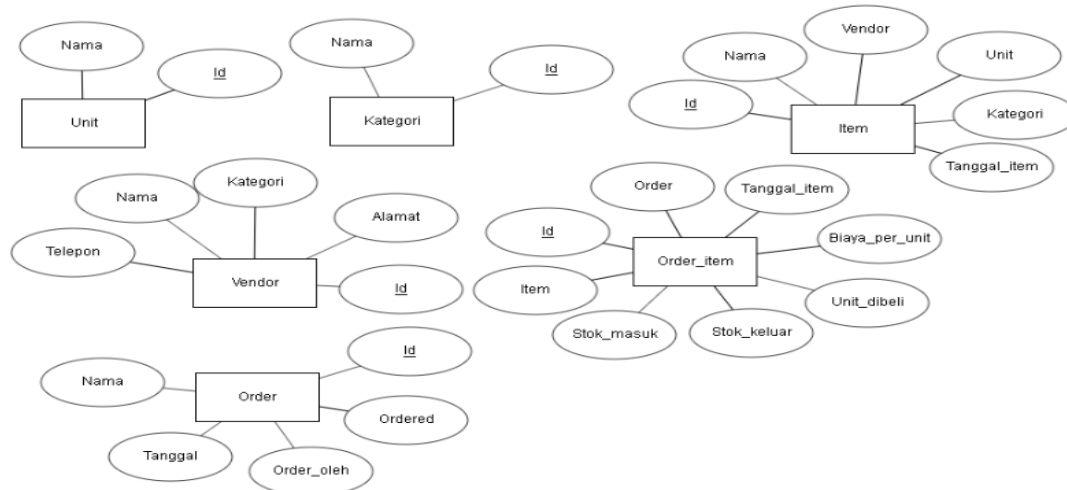 Nama
Id
Unit
Nama
Id
Kategori
Vendor
Nama
Unit
Id
Kategori
Item
Tanggal_item
Kategori
Nama
Alamat
Telepon
Vendor
Id
Order
Tanggal_item
Id
Biaya_per_unit
Order_item
Item
Unit_dibeli
Stok_masuk
Stok_keluar
Id
Nama
Order
Ordered
Tanggal
Order_oleh